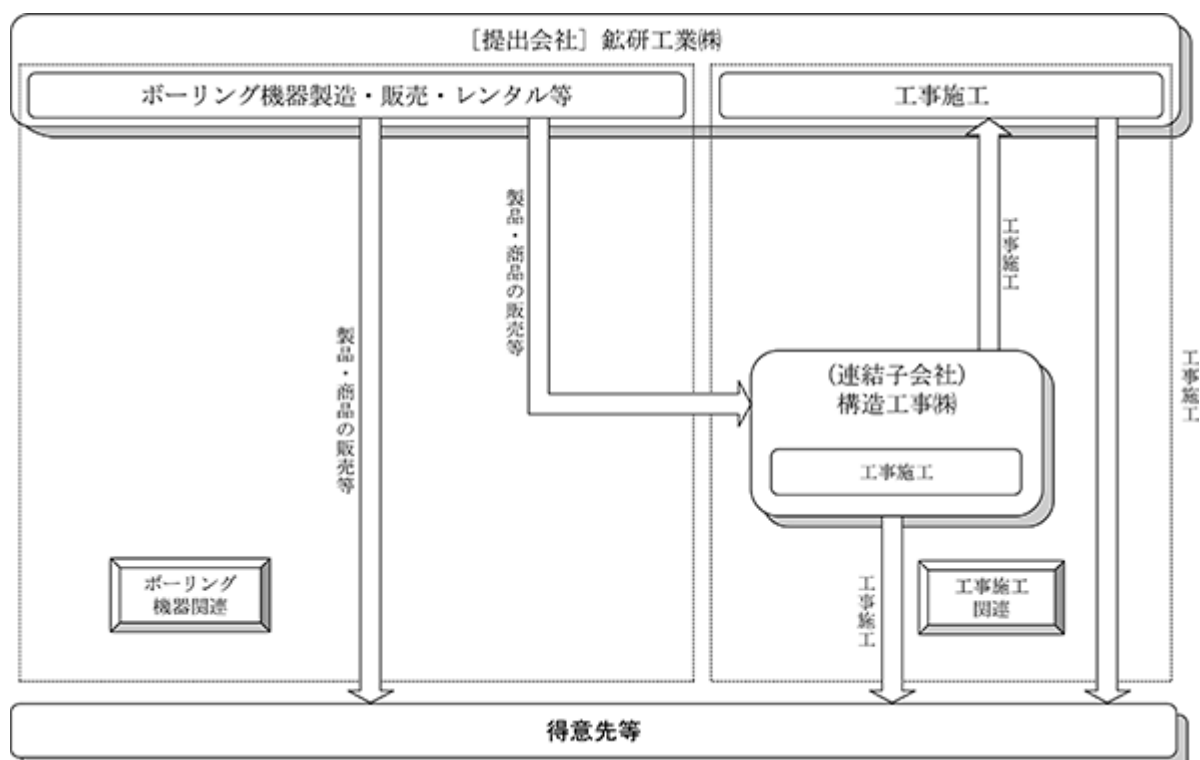 ［提出会社］鉱研工業㈱
ボーリング機器製造・販売・レンタル等
工事施工
製品・商品の販売等
製品・商品の販売等
工事施工
工事施工
(連結子会社)
構造工事㈱
工事施工
工事施工
ボーリング
機器関連
工事施工
関連
得意先等